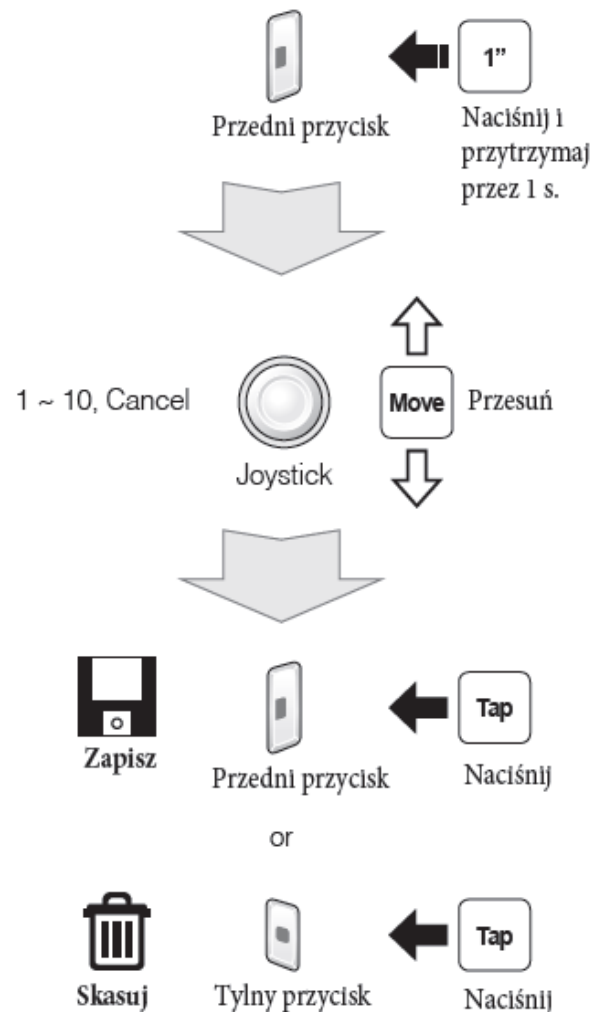 1”
Przedni przycisk
Naciśnij i
przytrzymaj
przez 1 s.
1 ~ 10, Cancel
Move
Przesuń
Joystick
Zapisz
Przedni przycisk
Tap
Naciśnij
or
Skasuj
Tylny przycisk
Tap
Naciśnij